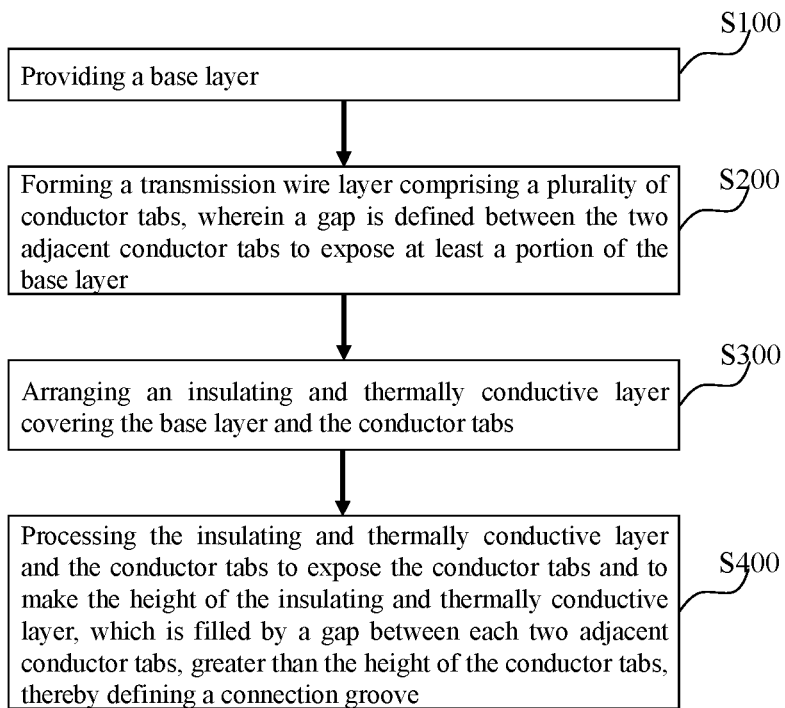 S100
Providing a base layer
S200
Forming a transmission wire layer comprising a plurality of
conductor tabs, wherein a gap is defined between the two
adjacent conductor tabs to expose at least a portion of the
base layer
S300
Arranging an insulating and thermally conductive layer
covering the base layer and the conductor tabs
S400
Processing the insulating and thermally conductive layer
and the conductor tabs to expose the conductor tabs and to
make the height of the insulating and thermally conductive
layer, which is filled by a gap between each two adjacent
conductor tabs, greater than the height of the conductor tabs,
thereby defining a connection groove